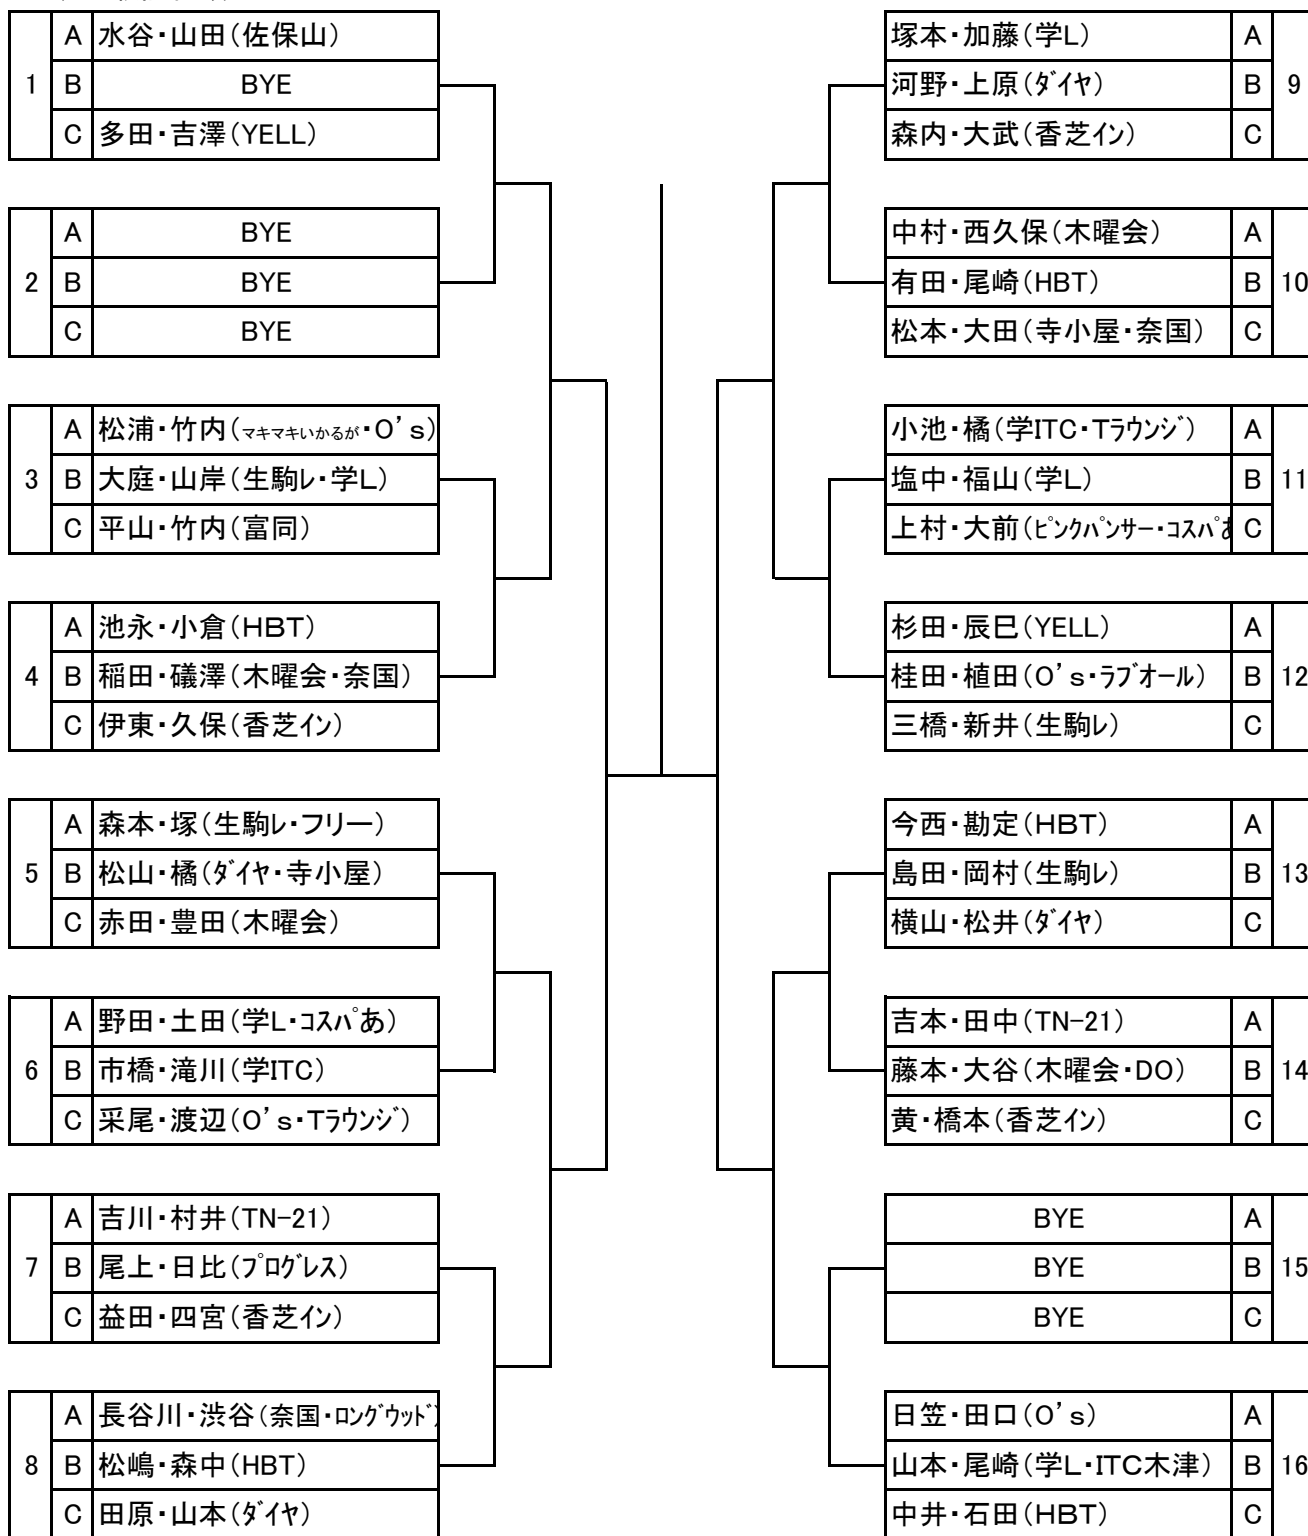 A 水谷・山田(佐保山)
1 B BYE
C 多田・吉澤(YELL)
A BYE
2 B BYE
C BYE
A 松浦・竹内(マキマキいかるが・O’s)
3 B 大庭・山岸(生駒レ・学L)
C 平山・竹内(富同)
A 池永・小倉(HBT)
4 B 稲田・礒澤(木曜会・奈国)
C 伊東・久保(香芝イン)
A 森本・塚(生駒レ・フリー)
5 B 松山・橘(ダイヤ・寺小屋)
C 赤田・豊田(木曜会)
A 野田・土田(学L・コスパあ)
6 B 市橋・滝川(学ITC)
C 采尾・渡辺(O’s・Tラウンジ)
A 吉川・村井(TN-21)
7 B 尾上・日比(プログレス)
C 益田・四宮(香芝イン)
A 長谷川・渋谷(奈国・ロングウッド)
8 B 松嶋・森中(HBT)
C 田原・山本(ダイヤ)
塚本・加藤(学L) A
河野・上原(ダイヤ) B 9
森内・大武(香芝イン) C
中村・西久保(木曜会) A
有田・尾崎(HBT) B 10
松本・大田(寺小屋・奈国) C
小池・橘(学ITC・Tラウンジ) A
塩中・福山(学L) B 11
上村・大前(ピンクパンサー・コスパあ C
杉田・辰巳(YELL) A
桂田・植田(O’s・ラブオール) B 12
三橋・新井(生駒レ) C
今西・勘定(HBT) A
島田・岡村(生駒レ) B 13
横山・松井(ダイヤ) C
吉本・田中(TN-21) A
藤本・大谷(木曜会・DO) B 14
黄・橋本(香芝イン) C
BYE A
BYE B 15
BYE C
日笠・田口(O’s) A
山本・尾崎(学L・ITC木津) B 16
中井・石田(HBT) C